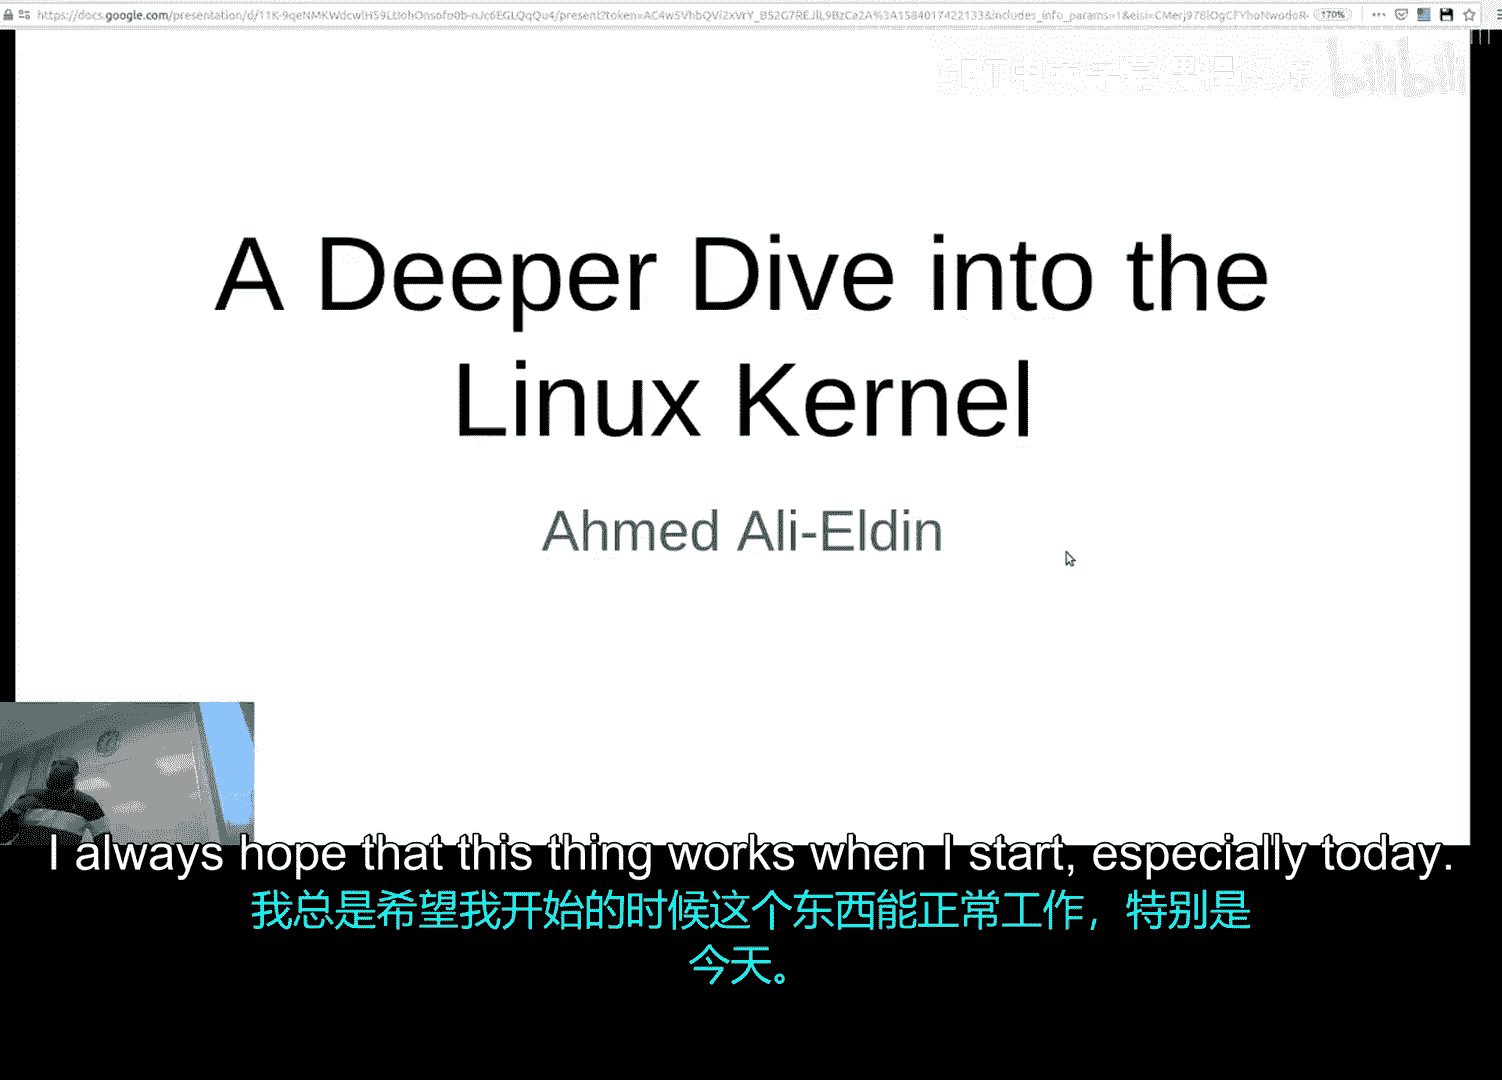 170%
bilibili
A Deeper Dive into the
Linux Kernel
Ahmed Ali-Eldin
I always hope that this thing works when I start, especially today.
我总是希望我开始的时候这个东西能正常工作，特别是
今天。